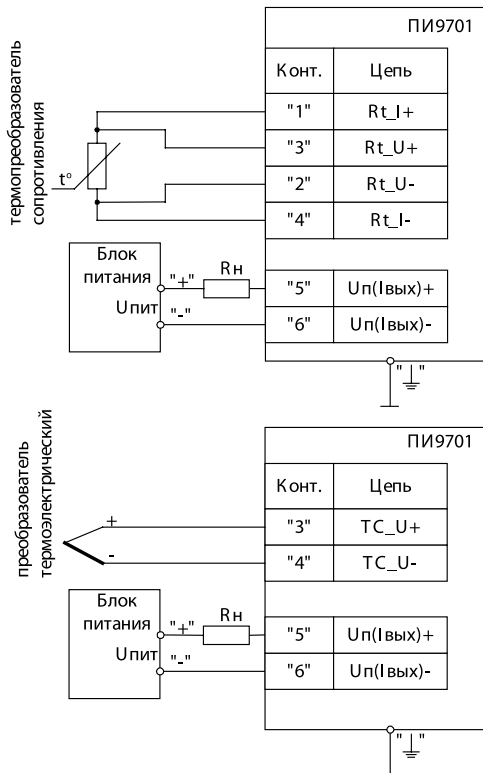 ПИ9701
термопреобразователь
сопротивления
t°
Конт. Цепь
"1" Rt_I+
"3" Rt_U+
"2" Rt_U-
"4" Rt_I-
Блок
питания
Uпит
"+"
"-"
Rн
"5" Uп(Iвых)+
"6" Uп(Iвых)-
" "
ПИ9701
преобразователь
термоэлектрический
+
-
Конт. Цепь
"3" TC_U+
"4" TC_U-
Блок
питания
Uпит
"+"
"-"
Rн
"5" Uп(Iвых)+
"6" Uп(Iвых)-
" "